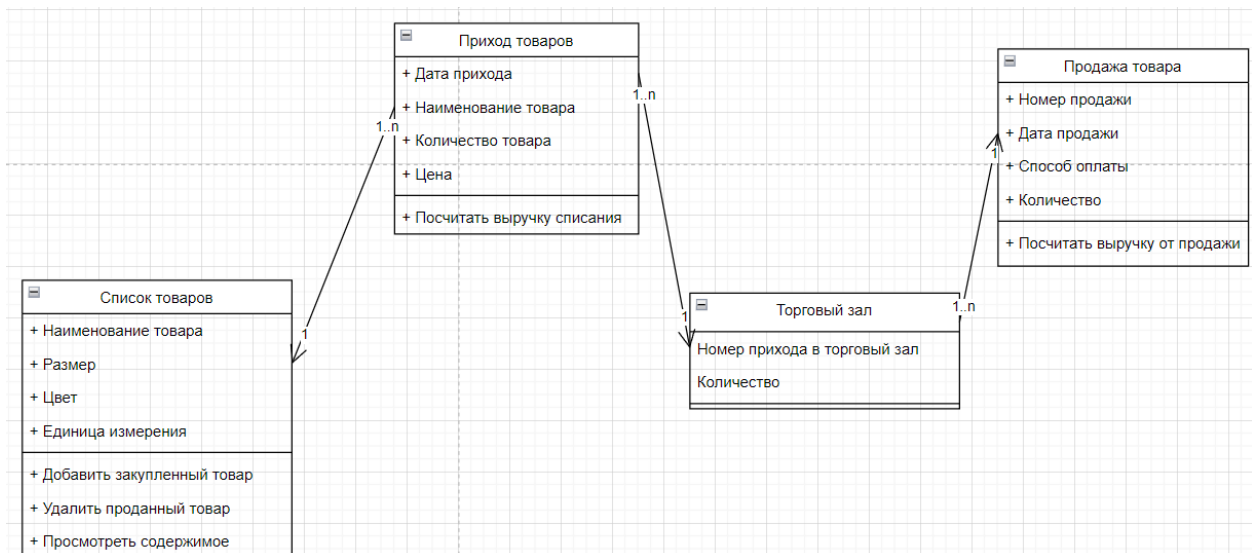 Приход товаров
+ Дата прихода
+ Наименование товара
+ Количество товара
+ Цена
+ Посчитать выручку списания
1..n
1
1..n
1
Список товаров
+ Наименование товара
+ Размер
+ Цвет
+ Единица измерения
+ Добавить закупленный товар
+ Удалить проданный товар
+ Просмотреть содержимое
Торговый зал
Номер прихода в торговый зал
Количество
1..n
1
Продажа товара
+ Номер продажи
+ Дата продажи
+ Способ оплаты
+ Количество
+ Посчитать выручку от продажи